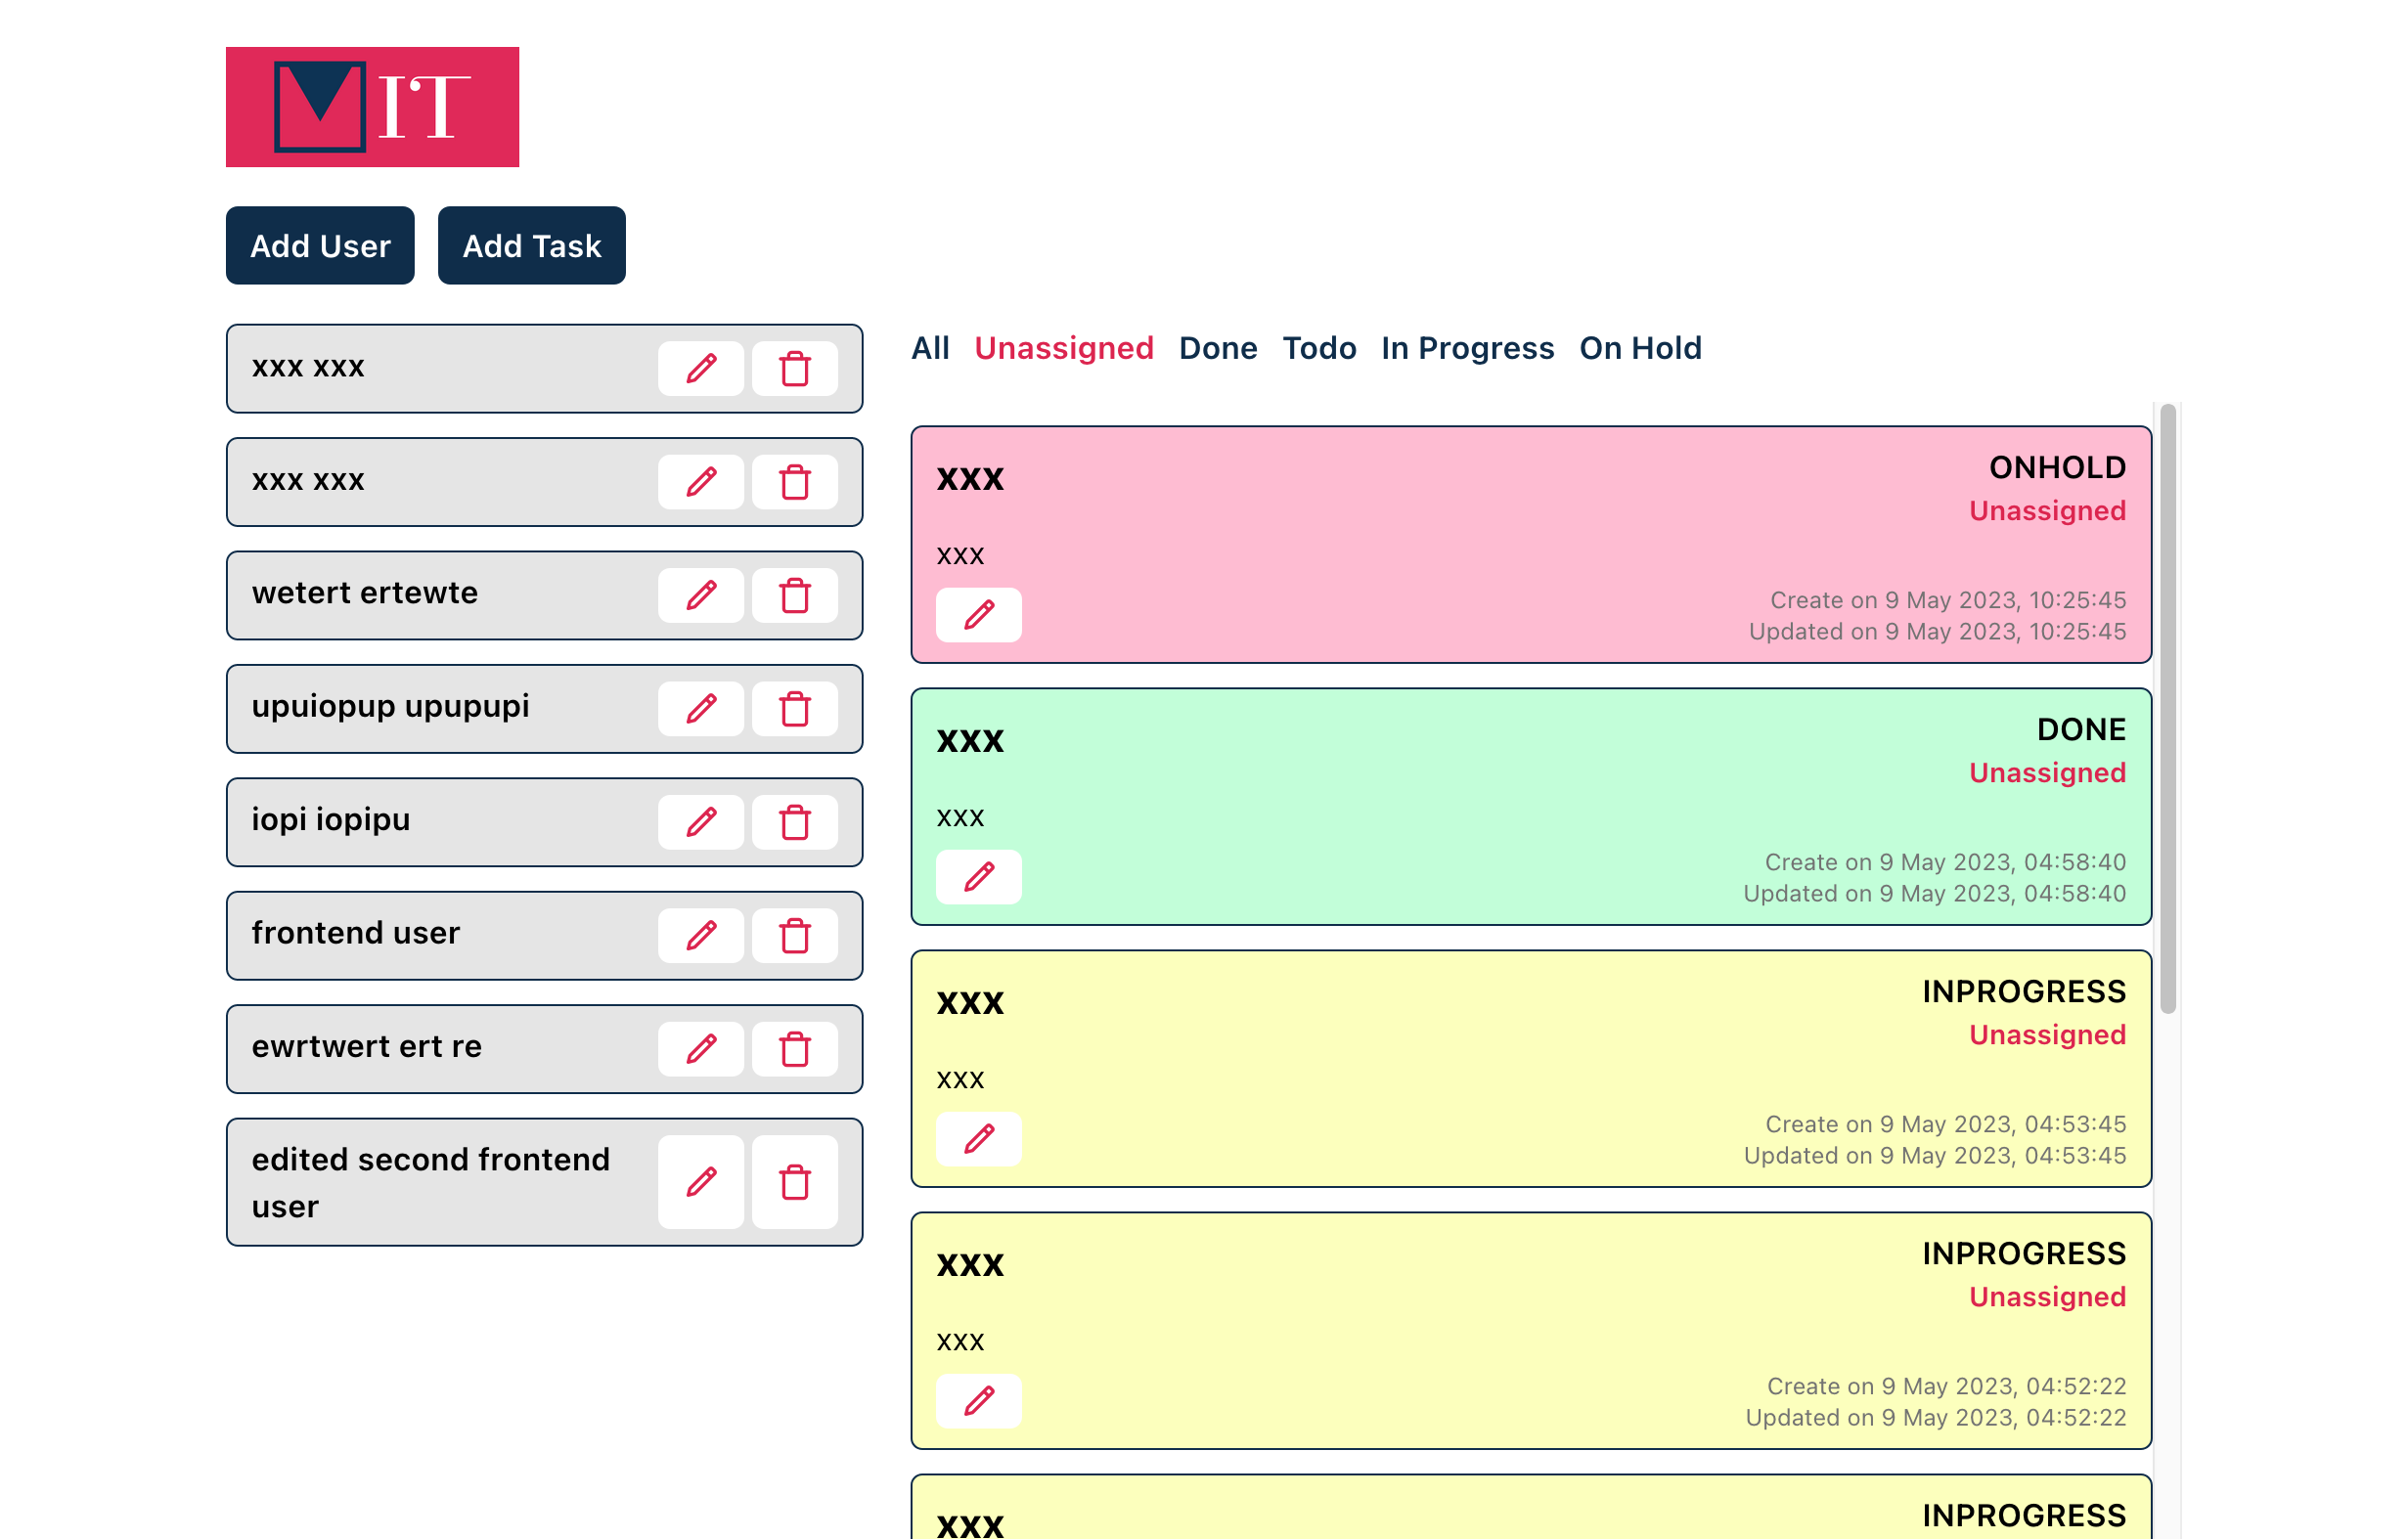 IT
Add User
Add Task
xxx xxx
xxx xxx
wetert ertewte
upuiopup upupupi
iopi iopipu
frontend user
ewrtwert ert re
edited second frontend
user
All Unassigned Done Todo In Progress On Hold
xxx
ONHOLD
Unassigned
xxx
Create on 9 May 2023, 10:25:45
Updated on 9 May 2023, 10:25:45
xxx
DONE
Unassigned
xxx
Create on 9 May 2023, 04:58:40
Updated on 9 May 2023, 04:58:40
xxx
INPROGRESS
Unassigned
xxx
Create on 9 May 2023, 04:53:45
Updated on 9 May 2023, 04:53:45
xxx
INPROGRESS
Unassigned
xxx
Create on 9 May 2023, 04:52:22
Updated on 9 May 2023, 04:52:22
xxx
INPROGRESS